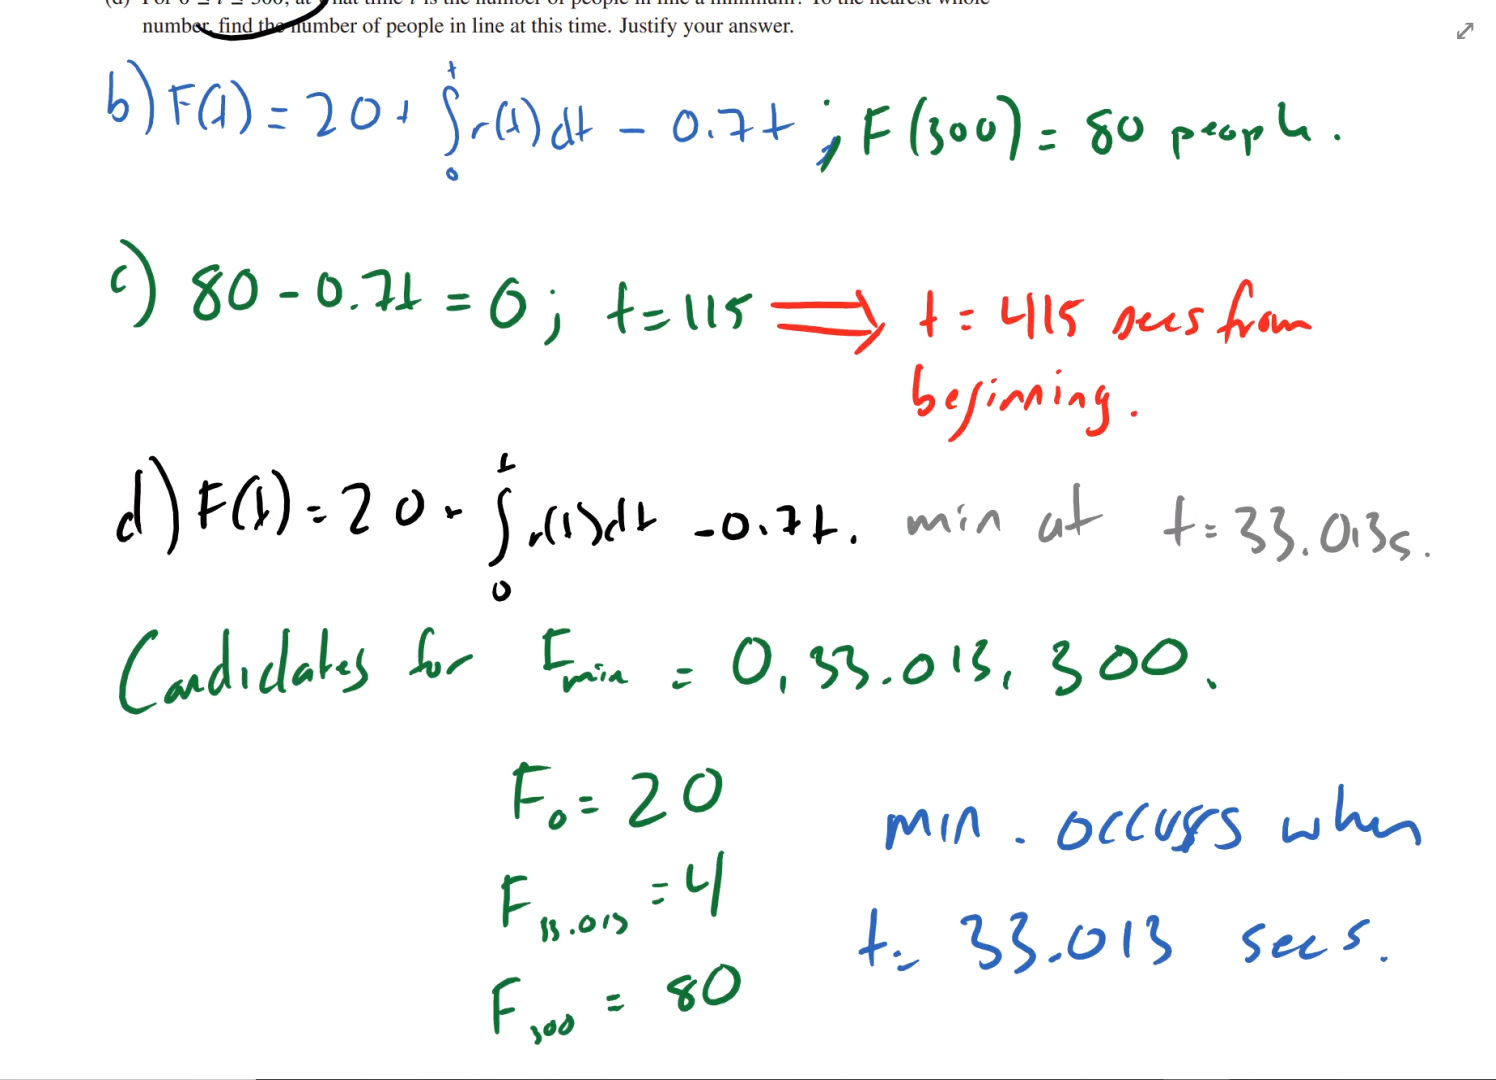 number, find the number of people in line at this time. Justify your answer.
b) F(t) = 20 + ∫₀ᵗ r(t) dt - 0.7t ; F(300) = 80 people.
c) 80 - 0.7t = 0 ; t = 115 ⟹ t = 415 secs from
beginning.
d) F(t) = 20 + ∫₀ᵗ r(t) dt - 0.7t. min at t = 33.013s.
Candidates for Fmin = 0, 33.013, 300.
F₀ = 20
min. occurs when
F33.013 = 4
t = 33.013 secs.
F300 = 80